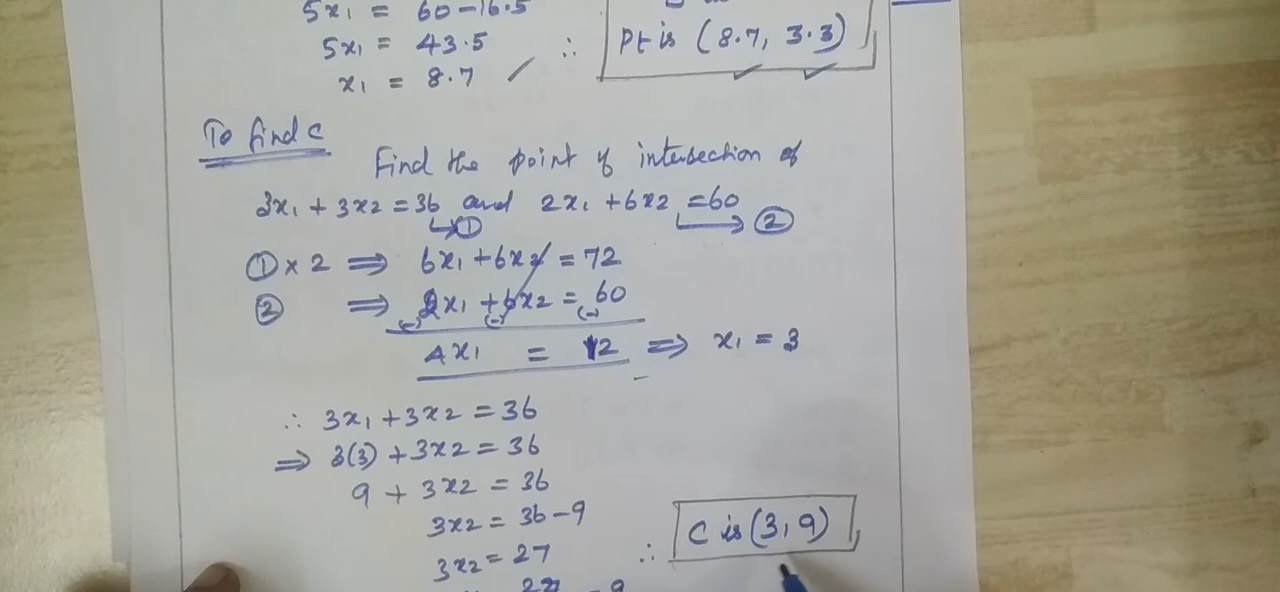 5x1 = 60-16.5
5x1 = 43.5
x1 = 8.7
∴ Pt is (8.7, 3.3)
To find C
Find the point of intersection of
3x1 + 3x2 = 36 and 2x1 + 6x2 = 60
↳① → ②
① x 2 ⇒ 6x1 + 6x2 = 72
② ⇒ 2x1 + 6x2 = 60
(-) (-) (-)
4x1 = 12 ⇒ x1 = 3
∴ 3x1 + 3x2 = 36
⇒ 3(3) + 3x2 = 36
9 + 3x2 = 36
3x2 = 36-9
3x2 = 27
∴ C is (3, 9)